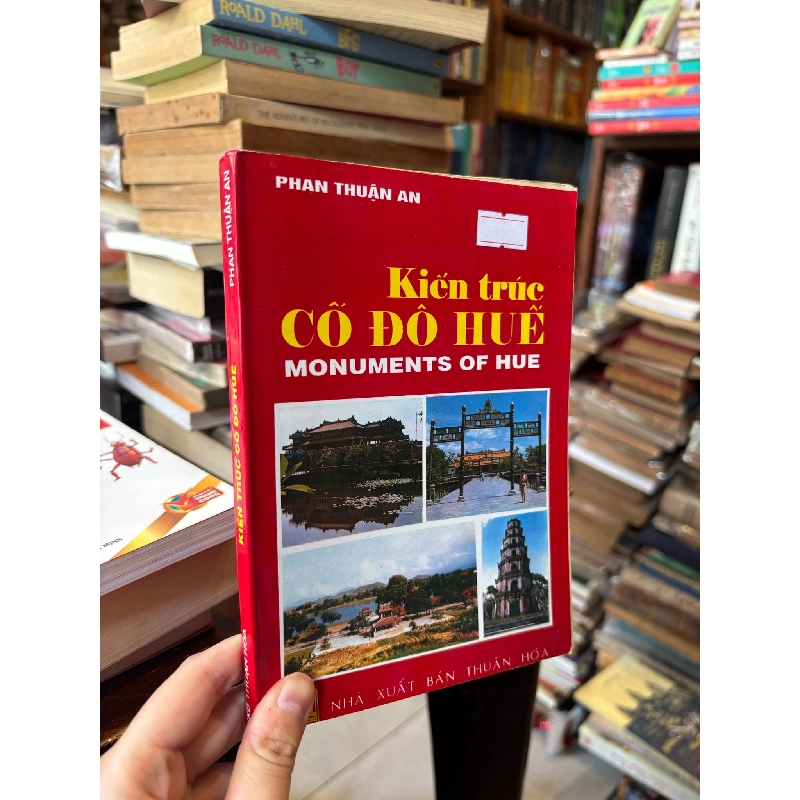 ROALD DAHL BFG
ROALD DAHL BOY
PHAN THUẬN AN
Kiến trúc
CỐ ĐÔ HUẾ
MONUMENTS OF HUE
NHÀ XUẤT BẢN THUẬN HÓA
PHAN THUẬN AN
KIẾN TRÚC CỐ ĐÔ HUẾ